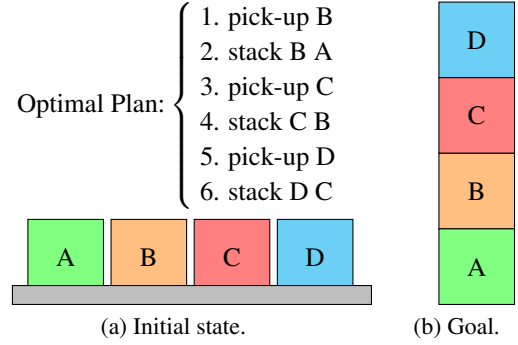 Optimal Plan:
1. pick-up B
2. stack B A
3. pick-up C
4. stack C B
5. pick-up D
6. stack D C
A B C D
(a) Initial state.
D
C
B
A
(b) Goal.